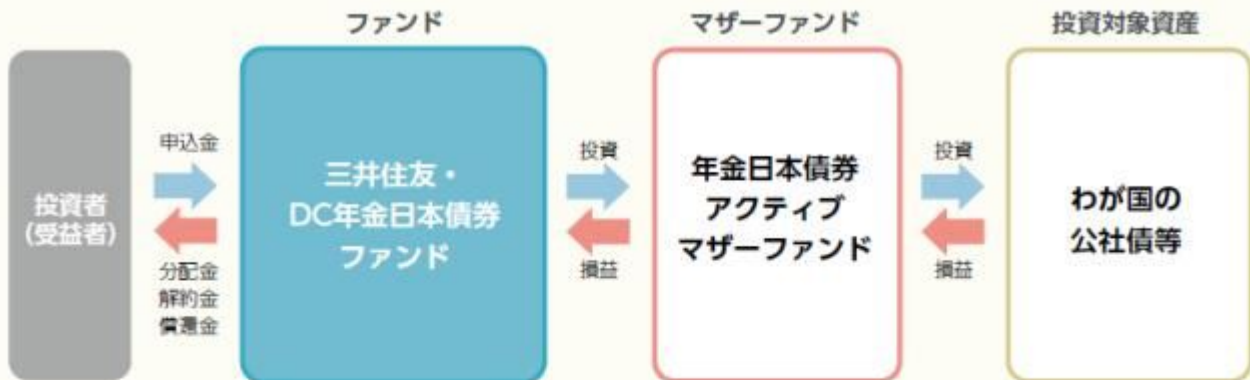 ファンド
マザーファンド
投資対象資産
投資者
(受益者)
申込金
分配金
解約金
償還金
三井住友・
DC年金日本債券
ファンド
投資
損益
年金日本債券
アクティブ
マザーファンド
投資
損益
わが国の
公社債等